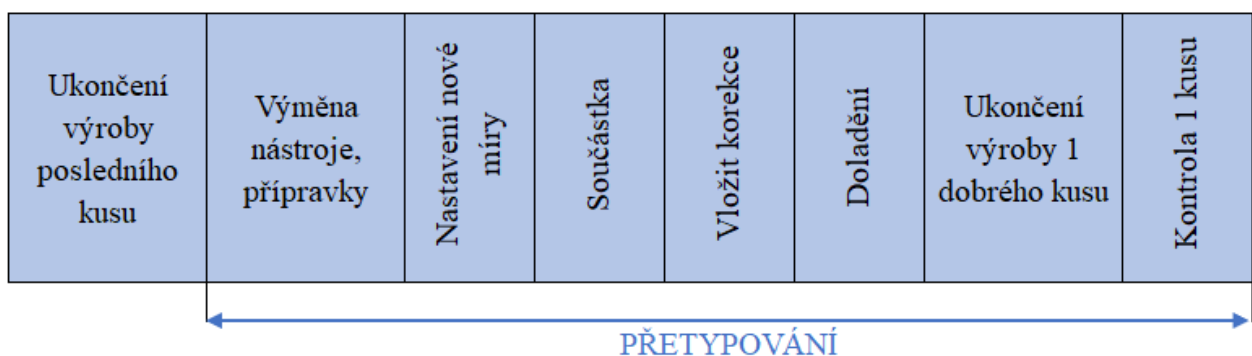 Ukončení
výroby
posledního
kusu
Výměna
nástroje,
přípravky
Nastavení nové
míry
Součástka
Vložit korekce
Doladění
Ukončení
výroby 1
dobrého kusu
Kontrola 1 kusu
PŘETYPOVÁNÍ